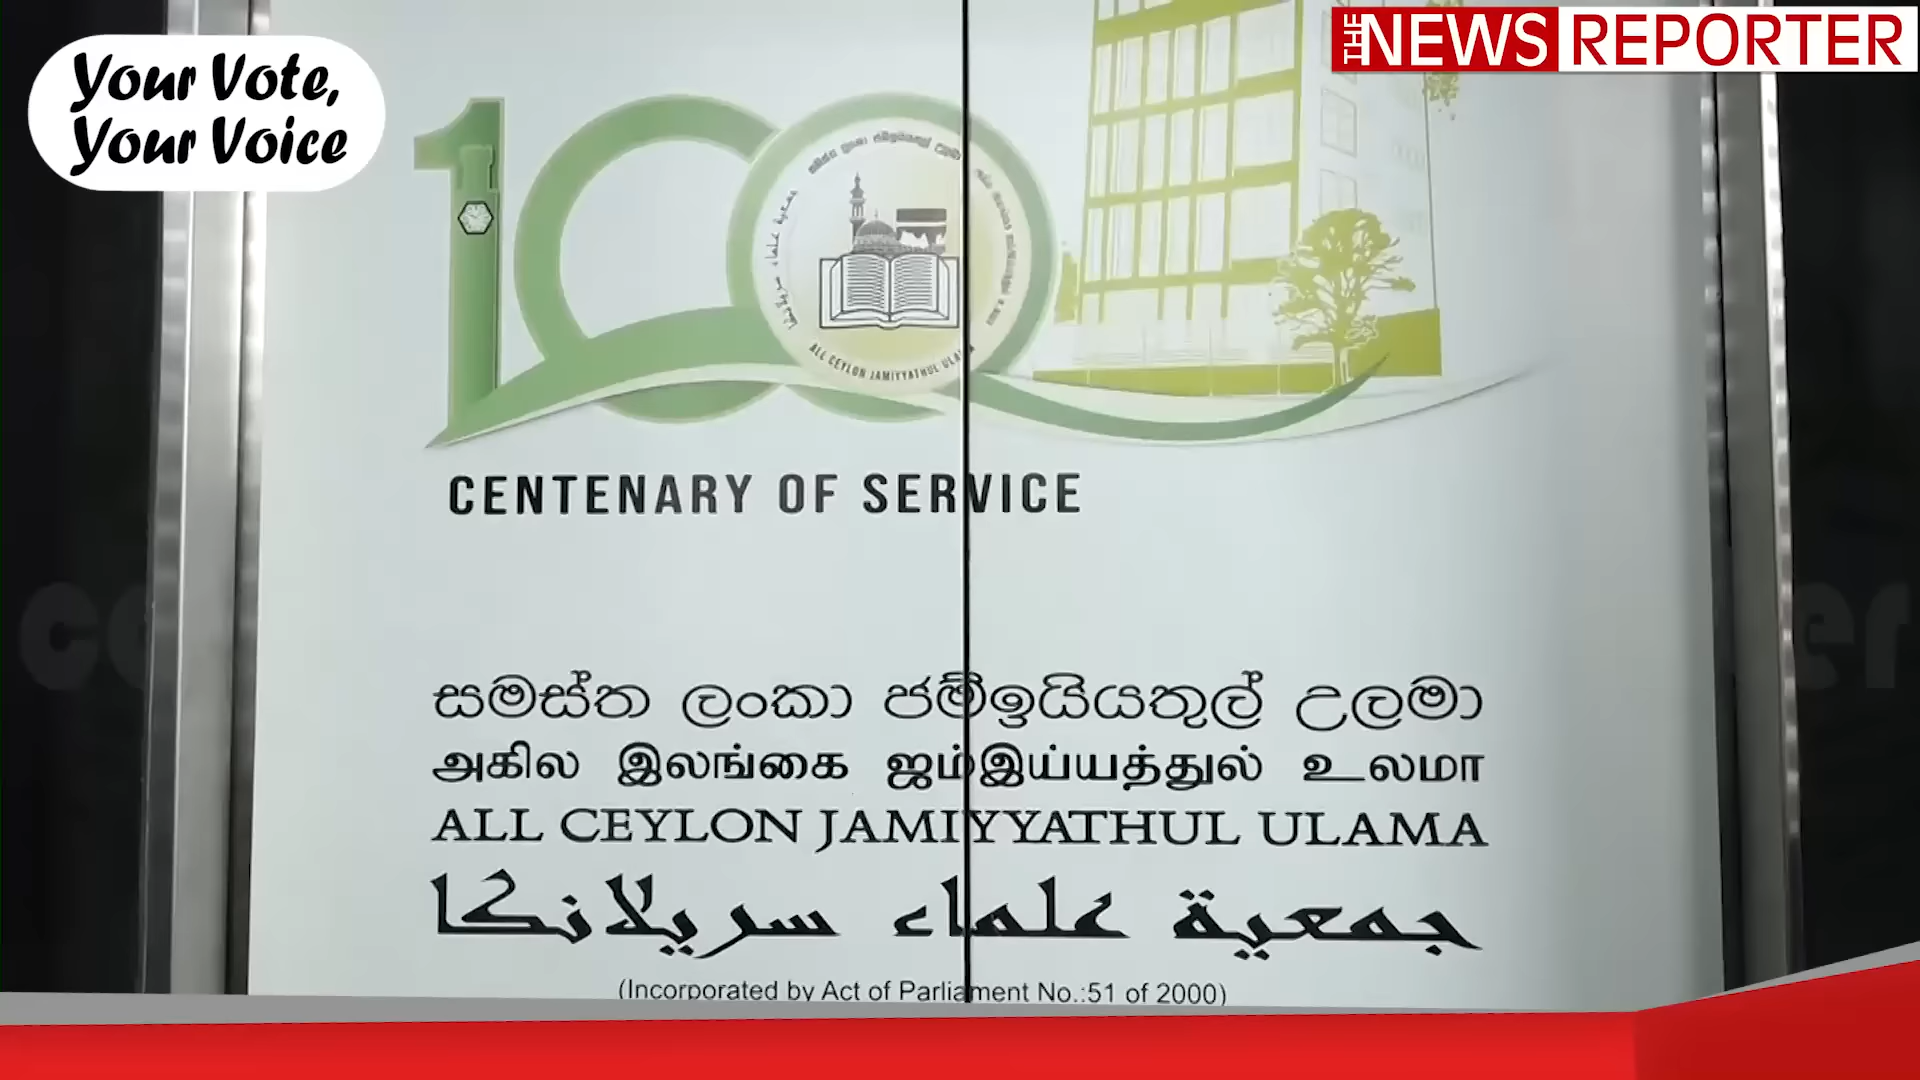 Your Vote,
Your Voice
THE NEWS REPORTER
100
ALL CEYLON JAMIYYATHUL ULAMA
CENTENARY OF SERVICE
සමස්ත ලංකා ජම්ඉයියතුල් උලමා
அகில இலங்கை ஜம்இய்யத்துல் உலமா
ALL CEYLON JAMIYYATHUL ULAMA
جمعية علماء سريلانكا
(Incorporated by Act of Parliament No.:51 of 2000)